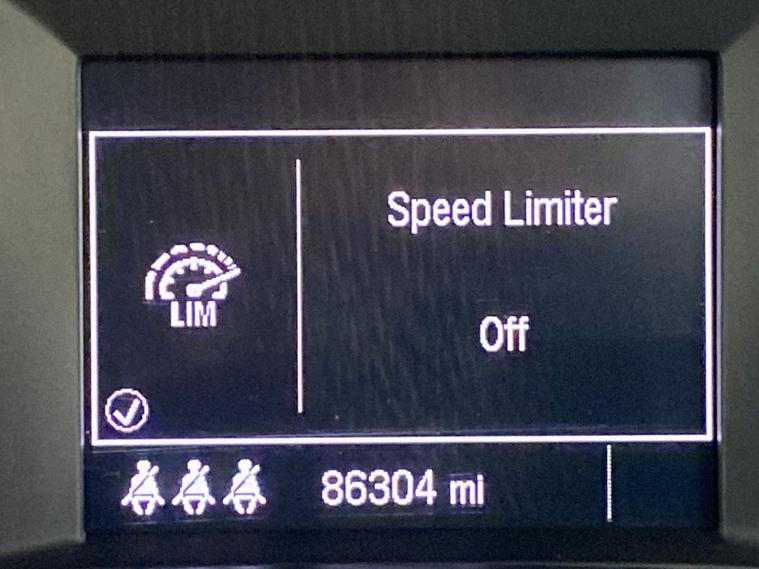 Speed Limiter
LIM
Off
86304 mi